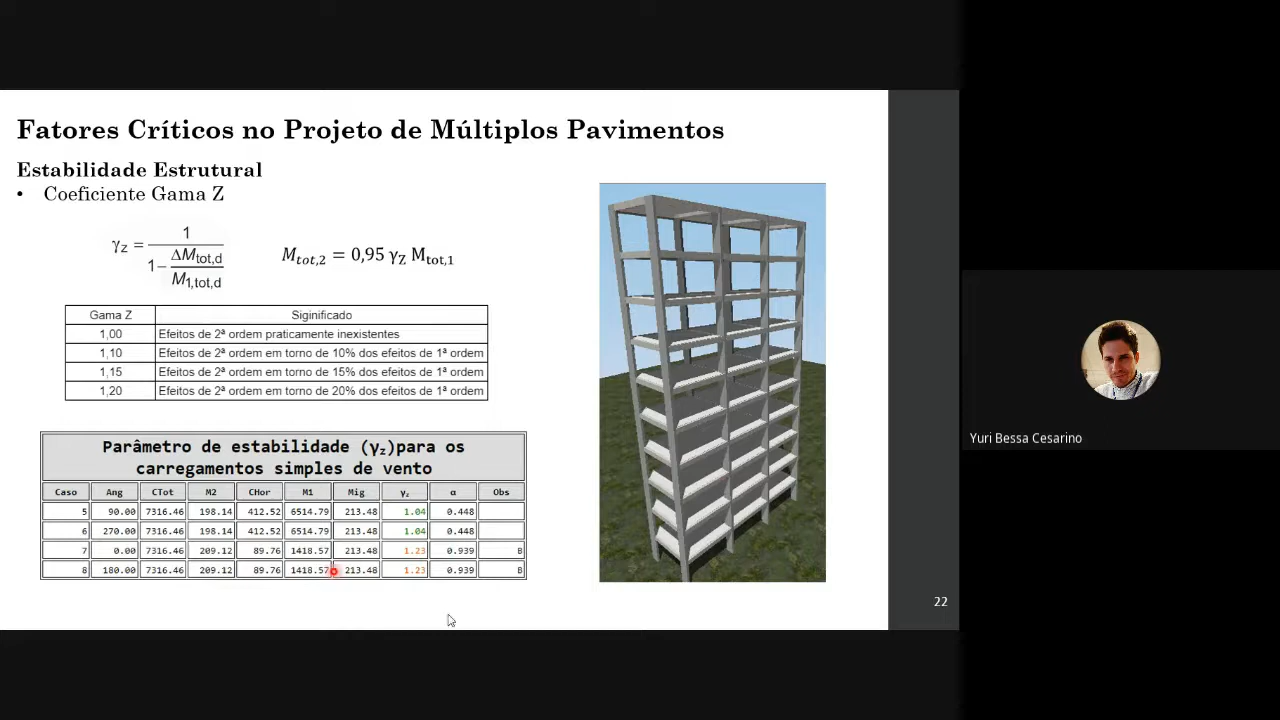 Fatores Críticos no Projeto de Múltiplos Pavimentos
Estabilidade Estrutural
• Coeficiente Gama Z
γz = 1 / (1− ΔMtot,d / M1,tot,d)
Mtot,2 = 0,95 γZ Mtot,1
Gama Z Siginificado
1,00 Efeitos de 2ª ordem praticamente inexistentes
1,10 Efeitos de 2ª ordem em torno de 10% dos efeitos de 1ª ordem
1,15 Efeitos de 2ª ordem em torno de 15% dos efeitos de 1ª ordem
1,20 Efeitos de 2ª ordem em torno de 20% dos efeitos de 1ª ordem
Parâmetro de estabilidade (γz)para os
carregamentos simples de vento
Caso Ang CTot M2 CHor M1 Mig γz α Obs
5 90.00 7316.46 198.14 412.52 6514.79 213.48 1.04 0.448
6 270.00 7316.46 198.14 412.52 6514.79 213.48 1.04 0.448
7 0.00 7316.46 209.12 89.76 1418.57 213.48 1.23 0.939 B
8 180.00 7316.46 209.12 89.76 1418.57 213.48 1.23 0.939 B
22
Yuri Bessa Cesarino